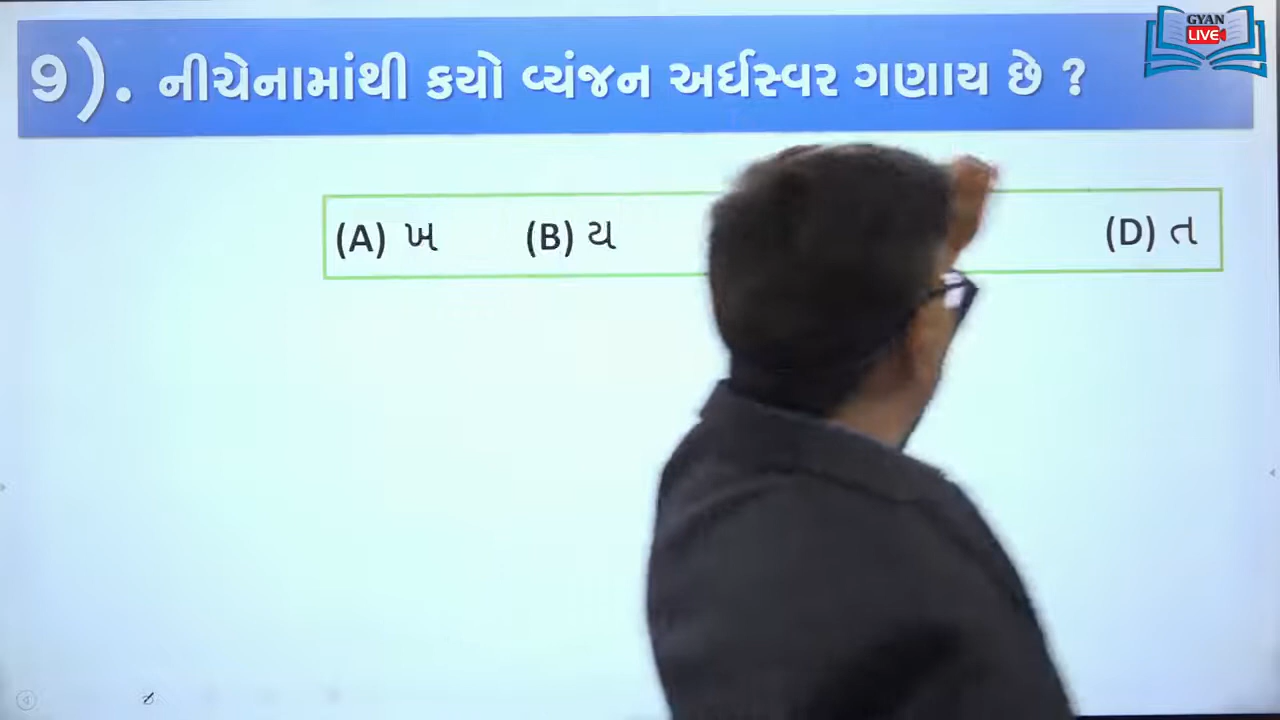 GYAN
LIVE
9). નીચેનામાંથી કયો વ્યંજન અર્ધસ્વર ગણાય છે ?
(A) ખ (B) ય (D) ત